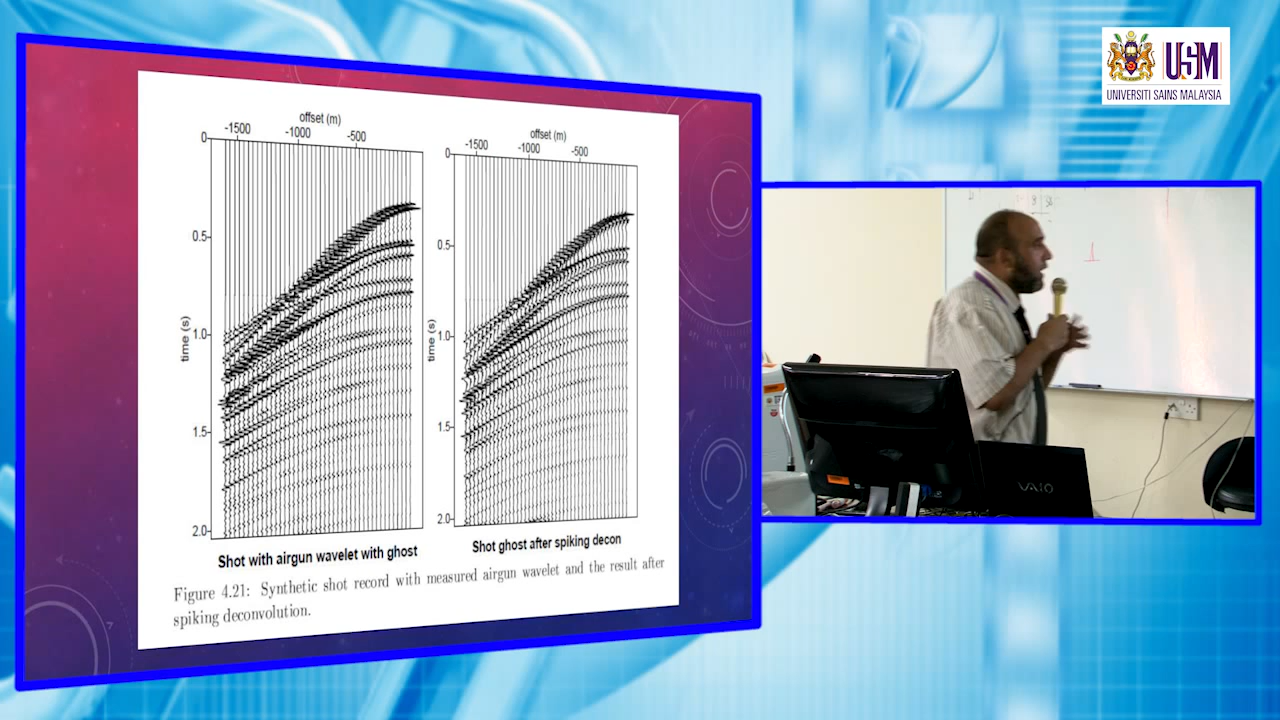 USM
UNIVERSITI SAINS MALAYSIA
offset (m)
-1500 -1000 -500
0
0.5
1.0
1.5
2.0
time (s)
Shot with airgun wavelet with ghost
offset (m)
-1500 -1000 -500
0
0.5
1.0
1.5
2.0
time (s)
Shot ghost after spiking decon
Figure 4.21: Synthetic shot record with measured airgun wavelet and the result after
spiking deconvolution.
VAIO